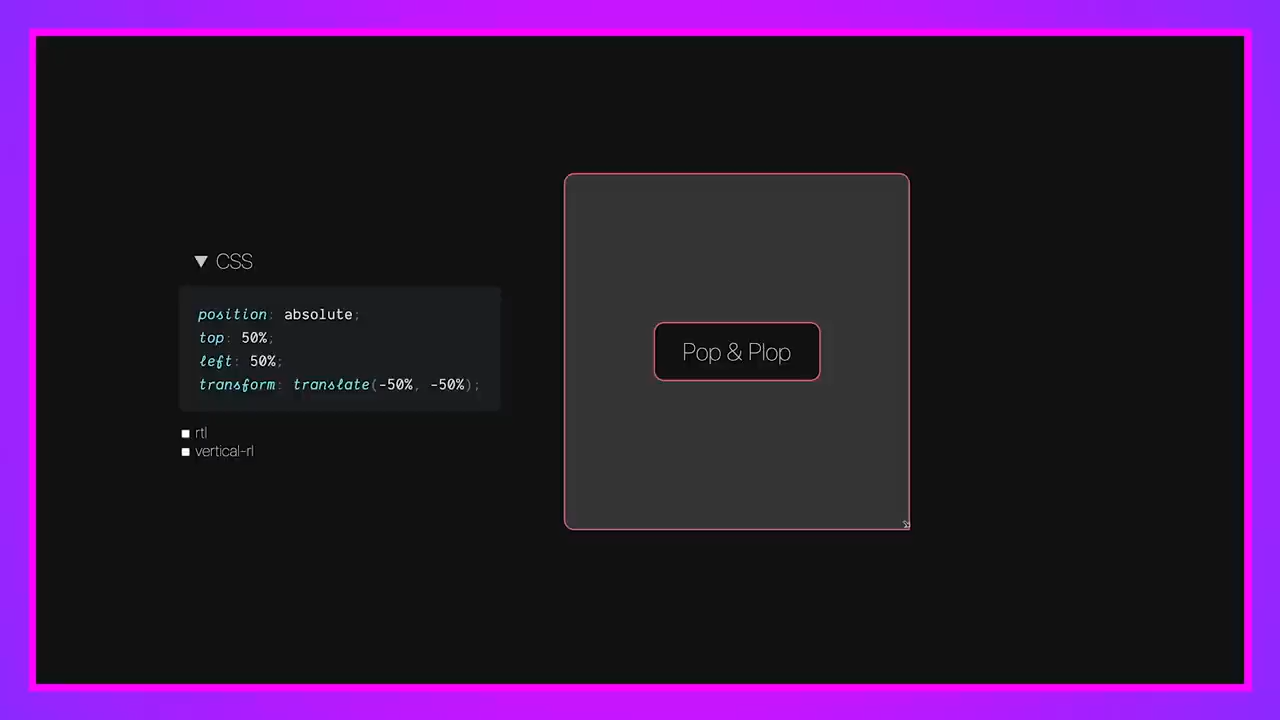 ▼ CSS
position: absolute;
top: 50%;
left: 50%;
transform: translate(-50%, -50%);
rtl
vertical-rl
Pop & Plop